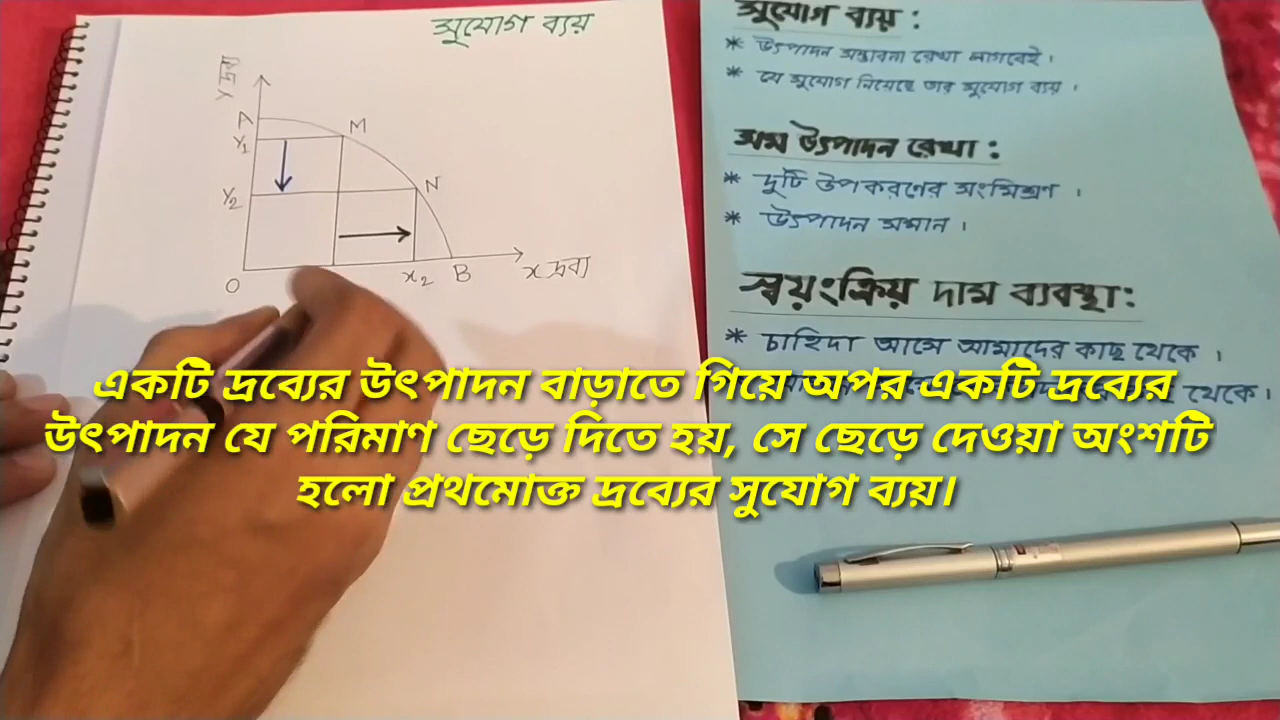 সুযোগ ব্যয়
Y দ্রব্য
A
M
Y₁
N
Y₂
O
x₂
B
x দ্রব্য
সুযোগ ব্যয় :
* উৎপাদন সম্ভাবনা রেখা লাগবেই ।
* যে সুযোগ নিয়েছে তার সুযোগ ব্যয় ।
সম উৎপাদন রেখা :
* দুটি উপকরণের সংমিশ্রণ ।
* উৎপাদন সমান ।
স্বয়ংক্রিয় দাম ব্যবস্থা :
* চাহিদা আসে আমাদের কাছ থেকে ।
থেকে ।
একটি দ্রব্যের উৎপাদন বাড়াতে গিয়ে অপর একটি দ্রব্যের
উৎপাদন যে পরিমাণ ছেড়ে দিতে হয়, সে ছেড়ে দেওয়া অংশটি
হলো প্রথমোক্ত দ্রব্যের সুযোগ ব্যয়।